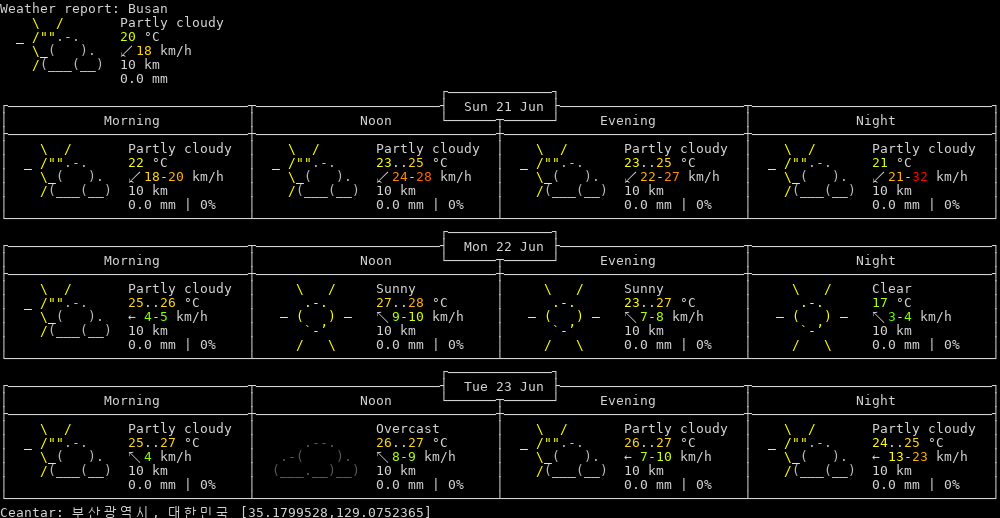 Weather report: Busan
Partly cloudy
20 °C
↙ 18 km/h
10 km
0.0 mm
Sun 21 Jun
Morning Noon Evening Night
Partly cloudy Partly cloudy Partly cloudy Partly cloudy
22 °C 23..25 °C 23..25 °C 21 °C
↙ 18-20 km/h ↙ 24-28 km/h ↙ 22-27 km/h ↙ 21-32 km/h
10 km 10 km 10 km 10 km
0.0 mm | 0% 0.0 mm | 0% 0.0 mm | 0% 0.0 mm | 0%
Mon 22 Jun
Morning Noon Evening Night
Partly cloudy Sunny Sunny Clear
25..26 °C 27..28 °C 23..27 °C 17 °C
← 4-5 km/h ↖ 9-10 km/h ↖ 7-8 km/h ↖ 3-4 km/h
10 km 10 km 10 km 10 km
0.0 mm | 0% 0.0 mm | 0% 0.0 mm | 0% 0.0 mm | 0%
Tue 23 Jun
Morning Noon Evening Night
Partly cloudy Overcast Partly cloudy Partly cloudy
25..27 °C 26..27 °C 26..27 °C 24..25 °C
↖ 4 km/h ↖ 8-9 km/h ← 7-10 km/h ← 13-23 km/h
10 km 10 km 10 km 10 km
0.0 mm | 0% 0.0 mm | 0% 0.0 mm | 0% 0.0 mm | 0%
Ceantar: 부산광역시, 대한민국 [35.1799528,129.0752365]